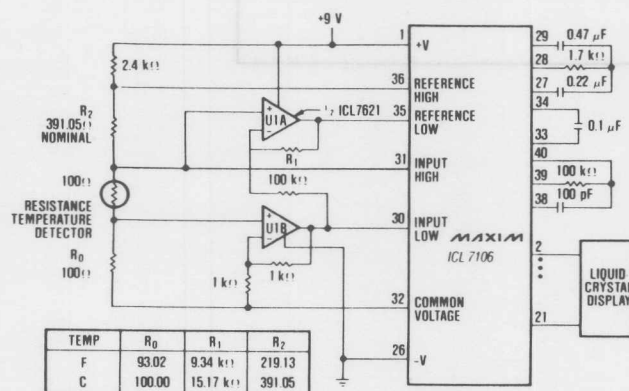 +9 V
2.4 kΩ
R2
391.05Ω
NOMINAL
100Ω
RESISTANCE
TEMPERATURE
DETECTOR
R0
100Ω
U1A
ICL7621
R1
100 kΩ
U1B
1 kΩ
1 kΩ
1
+V
36
REFERENCE
HIGH
35
REFERENCE
LOW
31
INPUT
HIGH
30
INPUT
LOW
MAXIM
ICL 7106
32
COMMON
VOLTAGE
26
-V
29
0.47 µF
28
1.7 kΩ
27
0.22 µF
34
33
0.1 µF
40
39
100 kΩ
38
100 pF
2
21
LIQUID
CRYSTAL
DISPLAY
TEMP R0 R1 R2
F 93.02 9.34 kΩ 219.13
C 100.00 15.17 kΩ 391.05